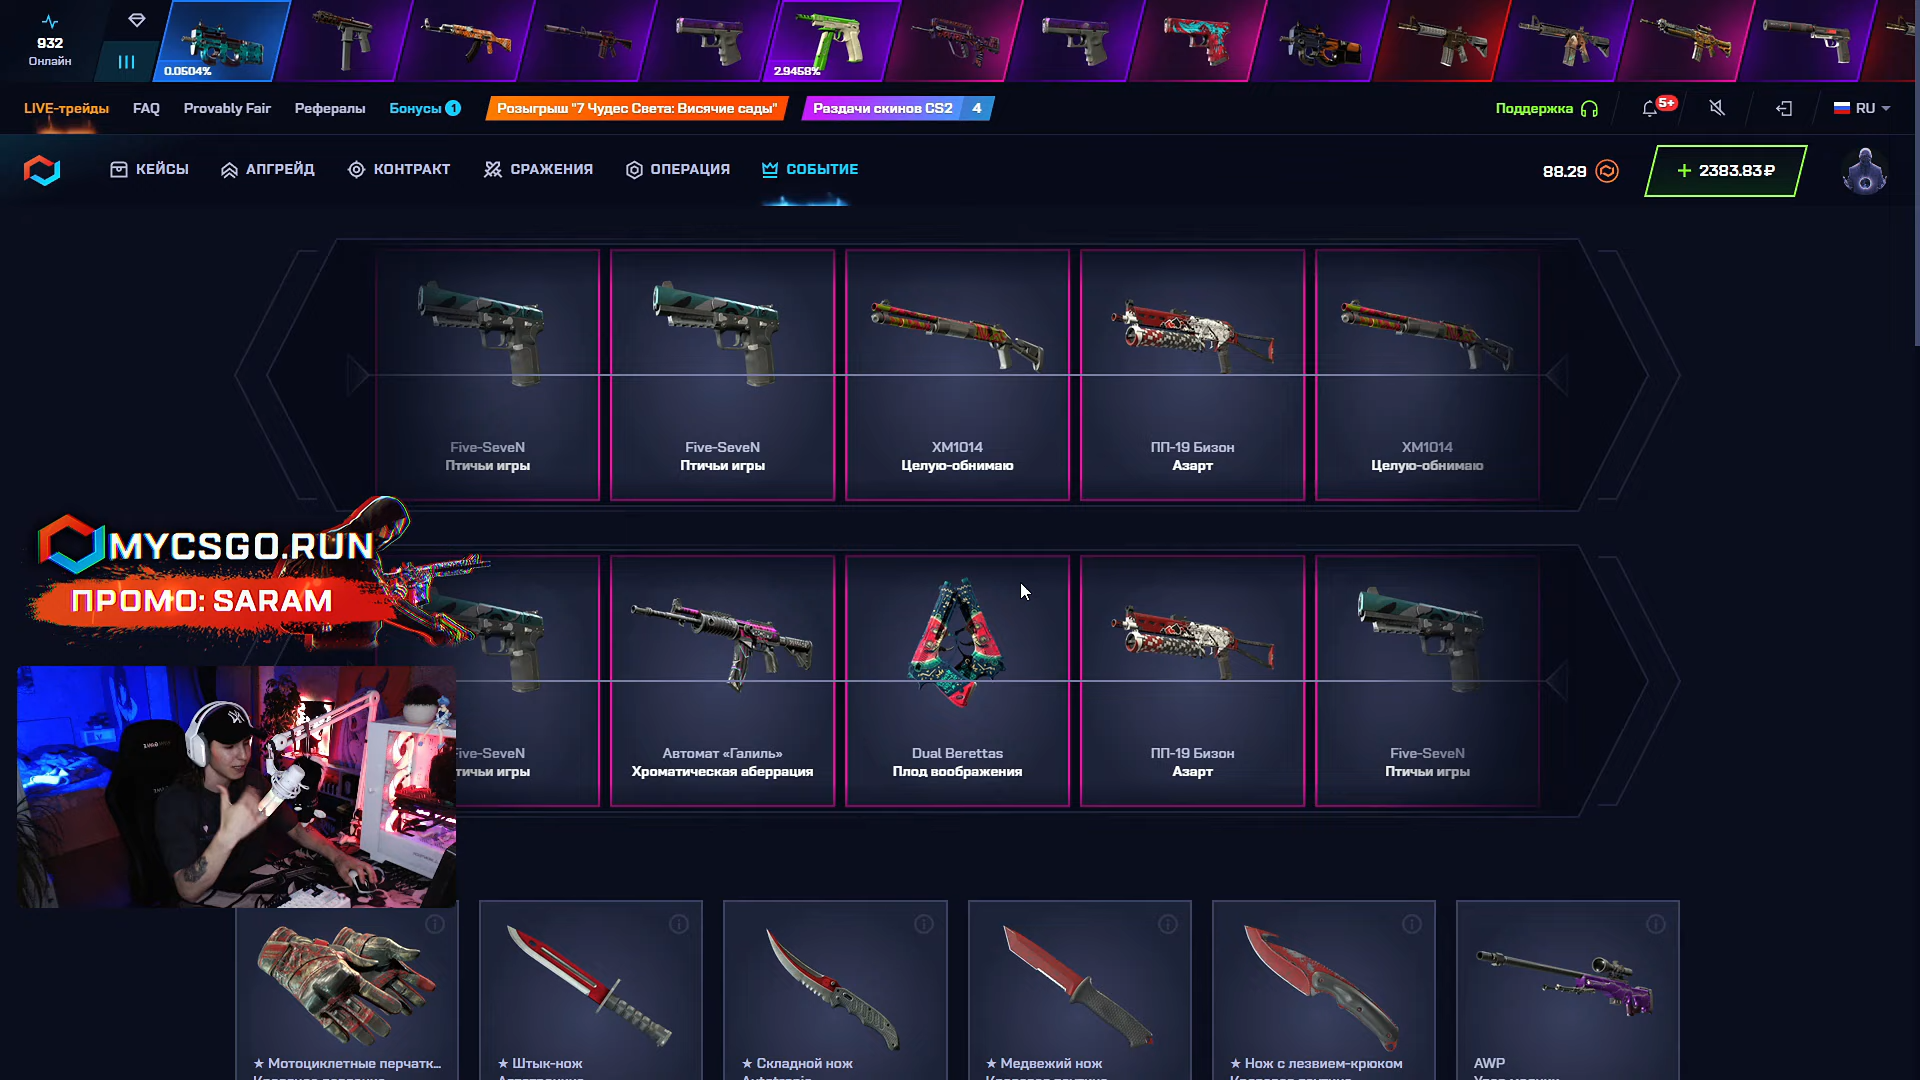 932
Онлайн
0.0504%
2.9458%
LIVE-трейды
FAQ
Provably Fair
Рефералы
Бонусы 1
Розыгрыш "7 Чудес Света: Висячие сады"
Раздачи скинов CS2 4
Поддержка
5+
RU
КЕЙСЫ
АПГРЕЙД
КОНТРАКТ
СРАЖЕНИЯ
ОПЕРАЦИЯ
СОБЫТИЕ
88.29
+ 2383.83 ₽
Five-SeveN
Птичьи игры
Five-SeveN
Птичьи игры
XM1014
Целую-обнимаю
ПП-19 Бизон
Азарт
XM1014
Целую-обнимаю
MYCSGO.RUN
ПРОМО: SARAM
ive-SeveN
тичьи игры
Автомат «Галиль»
Хроматическая аберрация
Dual Berettas
Плод воображения
ПП-19 Бизон
Азарт
Five-SeveN
Птичьи игры
★ Мотоциклетные перчатк...
★ Штык-нож
★ Складной нож
★ Медвежий нож
★ Нож с лезвием-крюком
AWP